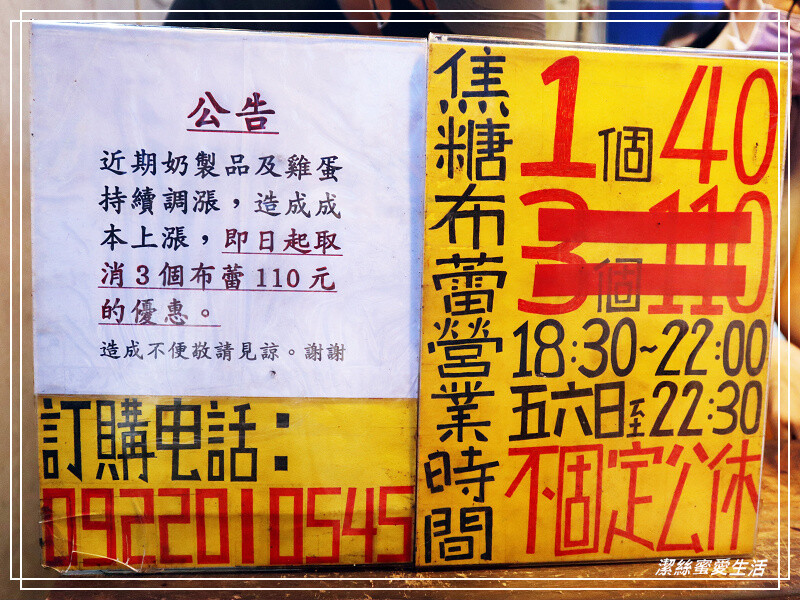 公告
近期奶製品及雞蛋
持續調漲，造成成
本上漲，即日起取
消3個布蕾110元
的優惠。
造成不便敬請見諒。謝謝
訂購电話：
0922010545
焦糖布蕾營業時間
1個40
3個110
18:30~22:00
五六日至22:30
不固定公休
潔絲蜜愛生活